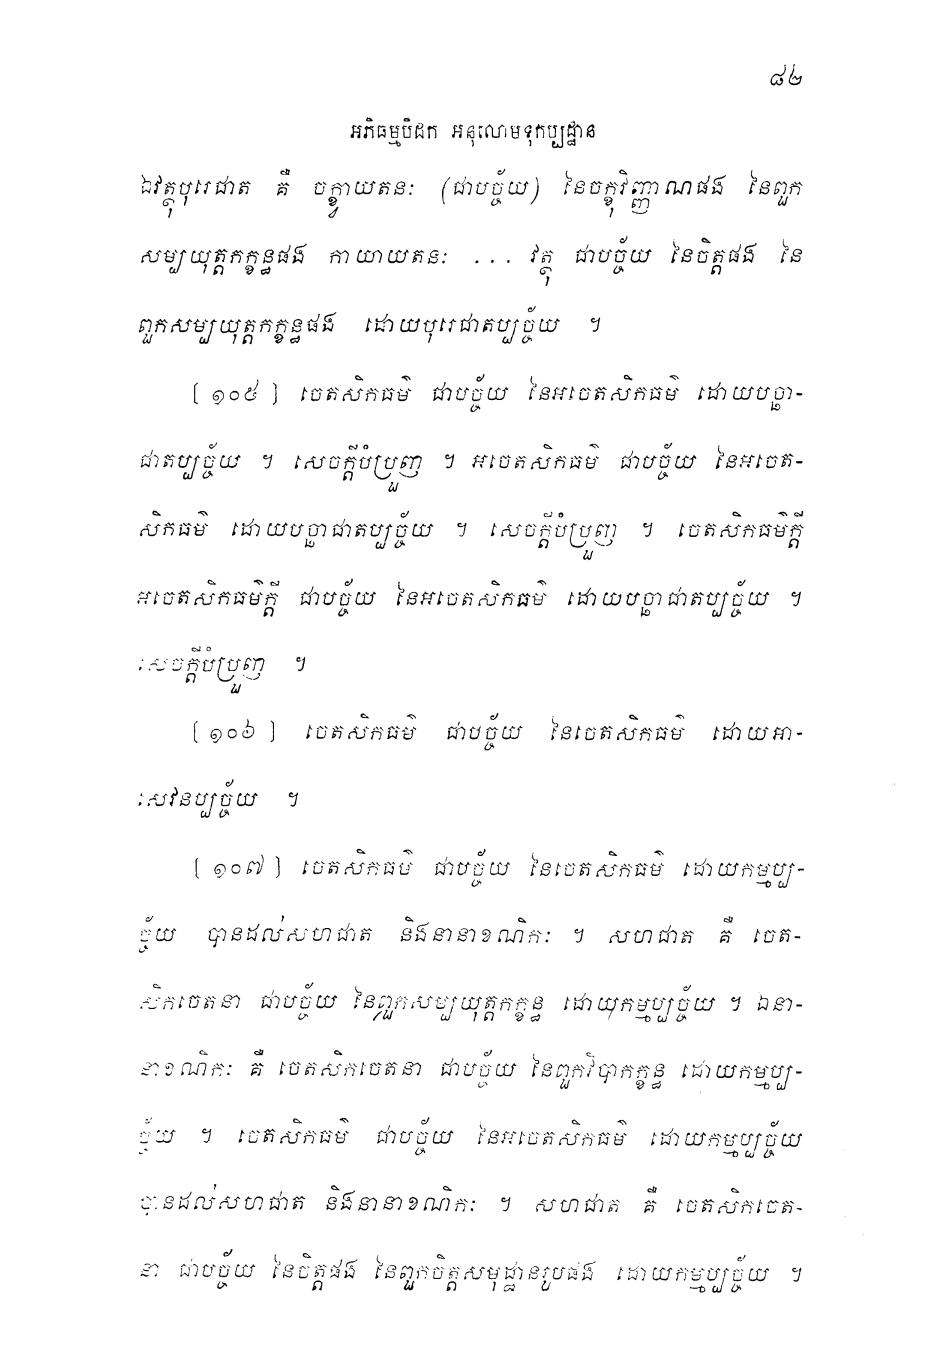 ៨២
អភិធម្មបិដក អនុលោមទុកប្បដ្ឋាន
ឯវត្ថុបុរេជាត គឺ ចក្ខាយតនៈ (ជាបច្ច័យ) នៃចក្ខុវិញ្ញាណផង នៃពួក
សម្បយុត្តកក្ខន្ធផង កាយាយតនៈ ... វត្ថុ ជាបច្ច័យ នៃចិត្តផង នៃ
ពួកសម្បយុត្តកក្ខន្ធផង ដោយបុរេជាតប្បច្ច័យ ។
[១០៥] ចេតសិកធម៌ ជាបច្ច័យ នៃអចេតសិកធម៌ ដោយបច្ឆា-
ជាតប្បច្ច័យ ។ សេចក្តីបំប្រួញ ។ អចេតសិកធម៌ ជាបច្ច័យ នៃអចេត-
សិកធម៌ ដោយបច្ឆាជាតប្បច្ច័យ ។ សេចក្តីបំប្រួញ ។ ចេតសិកធម៌ក្តី
អចេតសិកធម៌ក្តី ជាបច្ច័យ នៃអចេតសិកធម៌ ដោយបច្ឆាជាតប្បច្ច័យ ។
សេចក្តីបំប្រួញ ។
[១០៦] ចេតសិកធម៌ ជាបច្ច័យ នៃចេតសិកធម៌ ដោយអា-
សេវនប្បច្ច័យ ។
[១០៧] ចេតសិកធម៌ ជាបច្ច័យ នៃចេតសិកធម៌ ដោយកម្មប្ប-
ច្ច័យ បានដល់សហជាត និងនានាខណិកៈ ។ សហជាត គឺ ចេត-
សិកចេតនា ជាបច្ច័យ នៃពួកសម្បយុត្តកក្ខន្ធ ដោយកម្មប្បច្ច័យ ។ ឯនា-
នាខណិកៈ គឺ ចេតសិកចេតនា ជាបច្ច័យ នៃពួកវិបាកក្ខន្ធ ដោយកម្មប្ប-
ច្ច័យ ។ ចេតសិកធម៌ ជាបច្ច័យ នៃអចេតសិកធម៌ ដោយកម្មប្បច្ច័យ
បានដល់សហជាត និងនានាខណិកៈ ។ សហជាត គឺ ចេតសិកចេត-
នា ជាបច្ច័យ នៃចិត្តផង នៃពួកចិត្តសមុដ្ឋានរូបផង ដោយកម្មប្បច្ច័យ ។